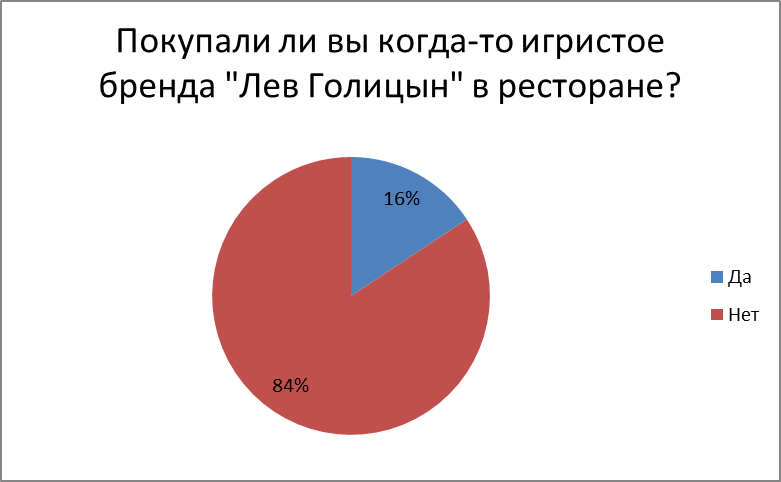 Покупали ли вы когда-то игристое
бренда "Лев Голицын" в ресторане?
16%
Да
Нет
84%